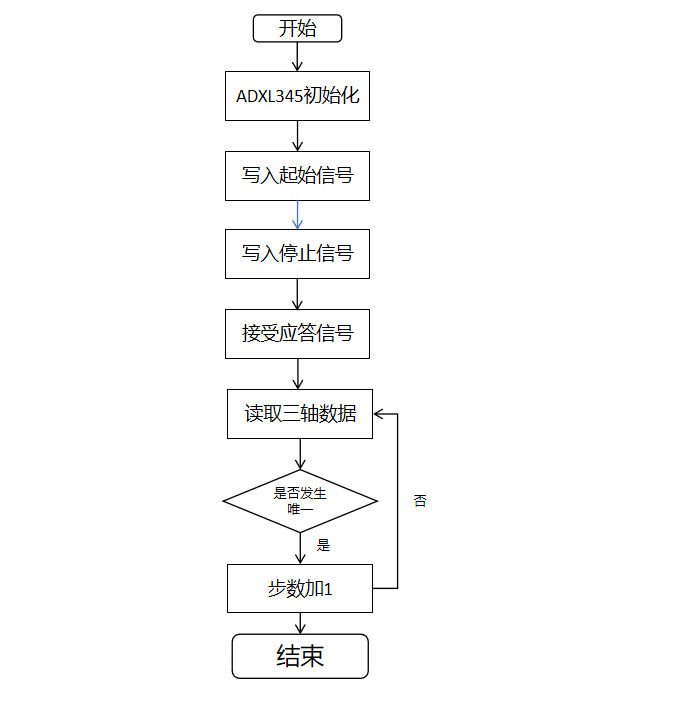 开始
ADXL345初始化
写入起始信号
写入停止信号
接受应答信号
读取三轴数据
是否发生
唯一
否
是
步数加1
结束